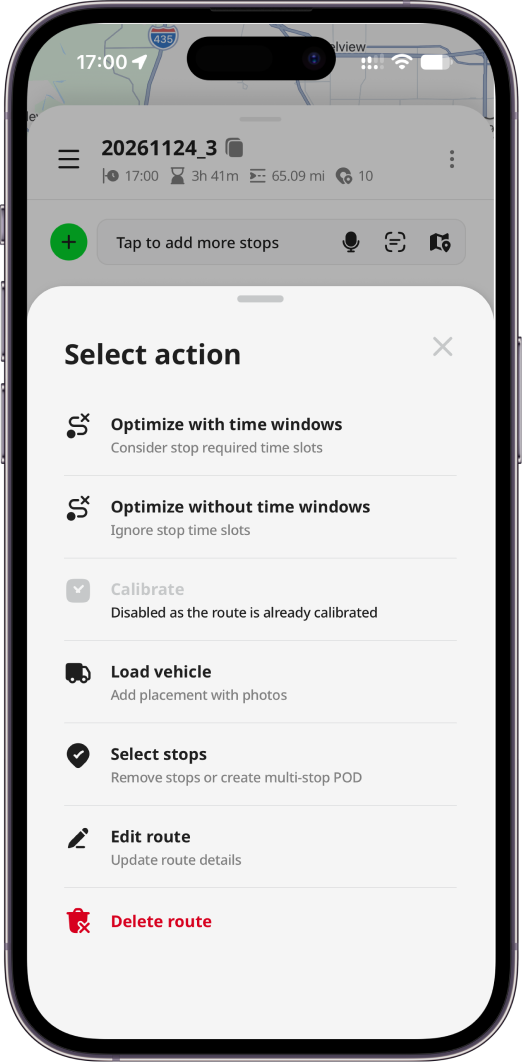 435
elview
17:00
20261124_3
17:00 3h 41m 65.09 mi 10
Tap to add more stops
Select action
Optimize with time windows
Consider stop required time slots
Optimize without time windows
Ignore stop time slots
Calibrate
Disabled as the route is already calibrated
Load vehicle
Add placement with photos
Select stops
Remove stops or create multi-stop POD
Edit route
Update route details
Delete route